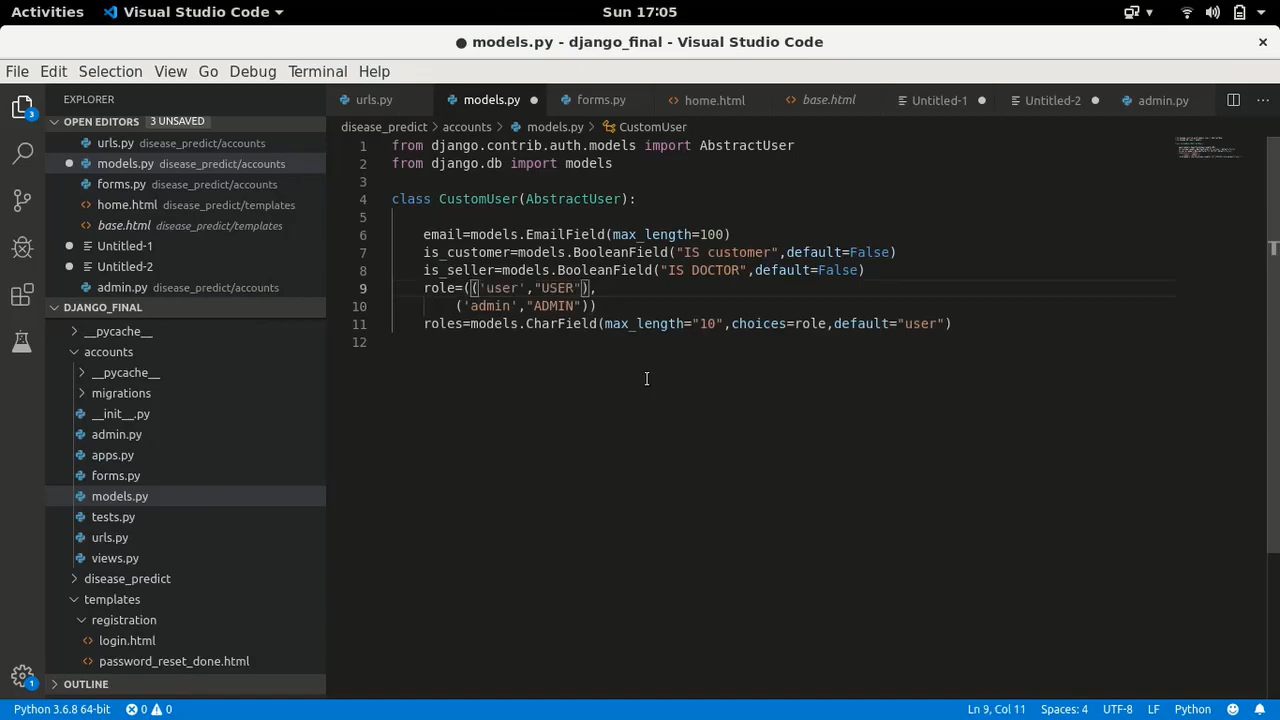 Activities Visual Studio Code Sun 17:05
● models.py - django_final - Visual Studio Code
File Edit Selection View Go Debug Terminal Help
EXPLORER
OPEN EDITORS 3 UNSAVED
urls.py disease_predict/accounts
models.py disease_predict/accounts
forms.py disease_predict/accounts
home.html disease_predict/templates
base.html disease_predict/templates
Untitled-1
Untitled-2
admin.py disease_predict/accounts
DJANGO_FINAL
__pycache__
accounts
__pycache__
migrations
__init__.py
admin.py
apps.py
forms.py
models.py
tests.py
urls.py
views.py
disease_predict
templates
registration
login.html
password_reset_done.html
OUTLINE
urls.py models.py forms.py home.html base.html Untitled-1 Untitled-2 admin.py
disease_predict > accounts > models.py > CustomUser
1 from django.contrib.auth.models import AbstractUser
2 from django.db import models
3
4 class CustomUser(AbstractUser):
5
6 email=models.EmailField(max_length=100)
7 is_customer=models.BooleanField("IS customer",default=False)
8 is_seller=models.BooleanField("IS DOCTOR",default=False)
9 role=(('user',"USER"),
10 ('admin',"ADMIN"))
11 roles=models.CharField(max_length="10",choices=role,default="user")
12
3
1
Python 3.6.8 64-bit 0 0 Ln 9, Col 11 Spaces: 4 UTF-8 LF Python